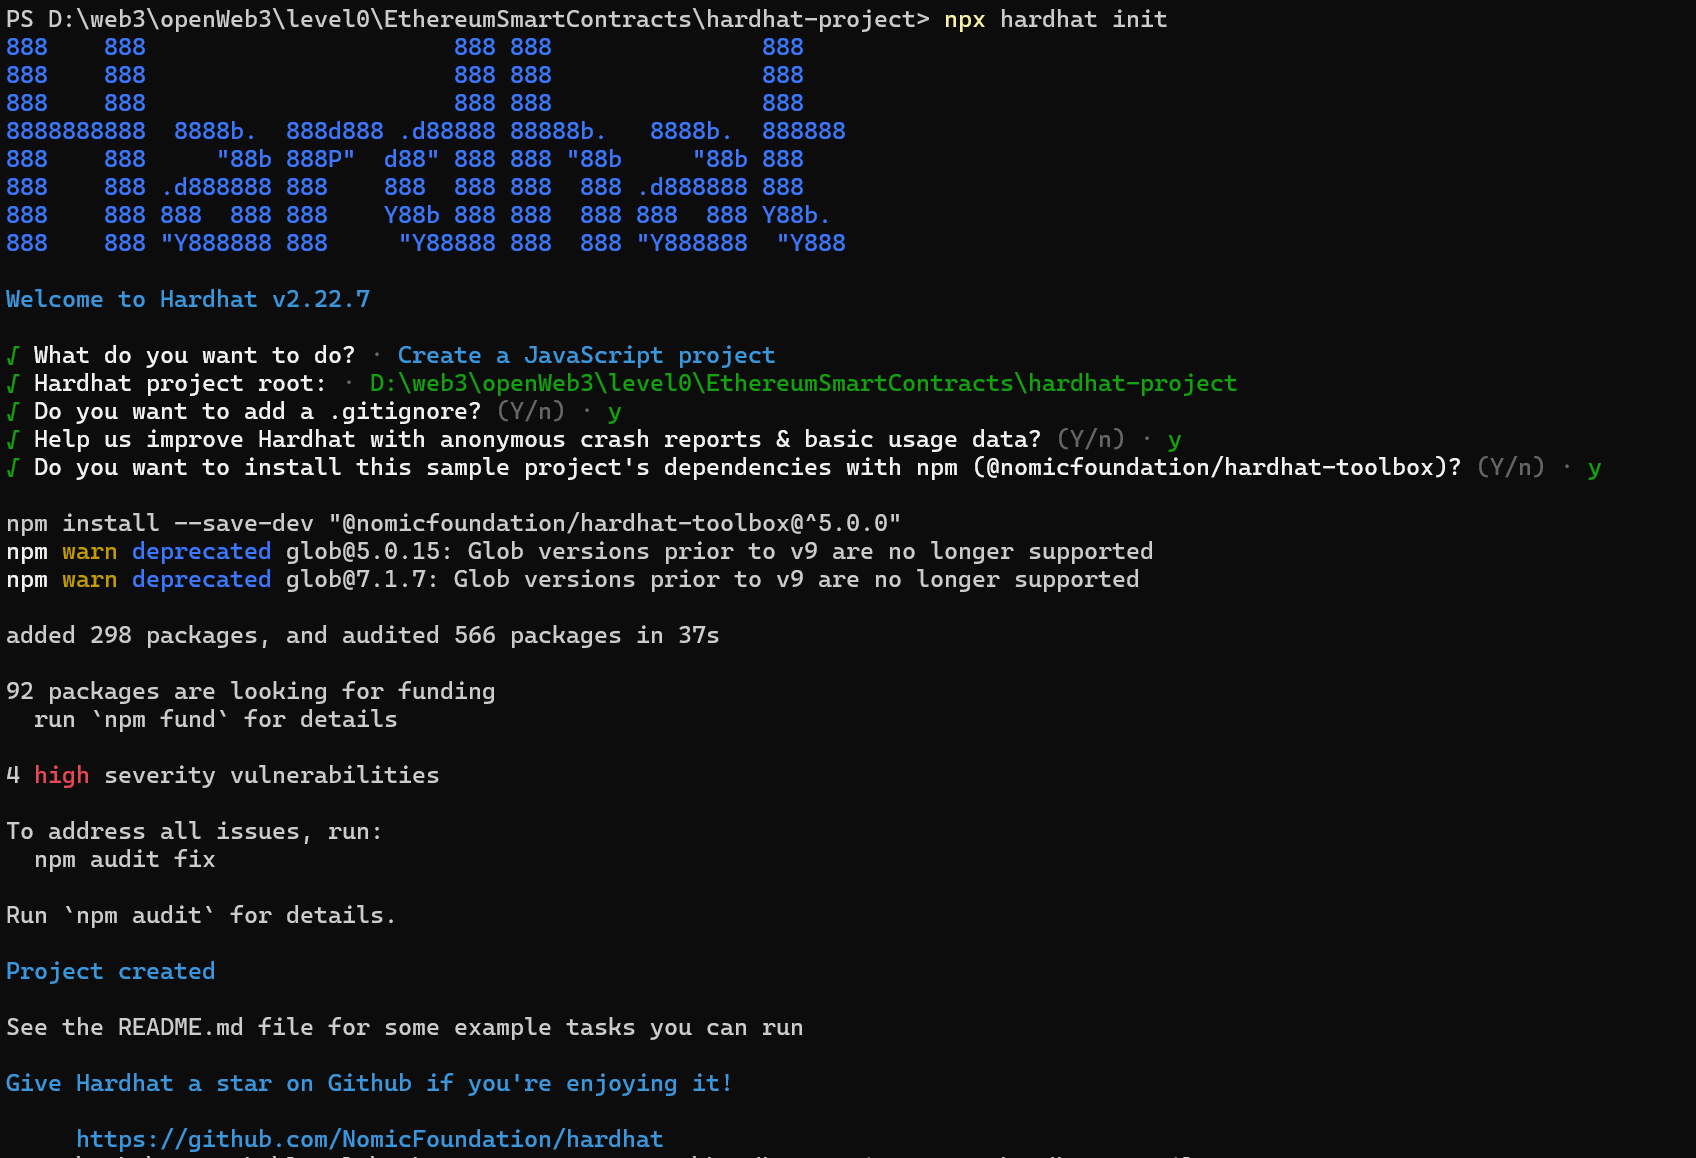 PS D:\web3\openWeb3\level0\EthereumSmartContracts\hardhat-project> npx hardhat init
888    888                      888 888               888
888    888                      888 888               888
888    888                      888 888               888
8888888888  8888b.  888d888 .d88888 88888b.   8888b.  888888
888    888     "88b 888P"  d88" 888 888 "88b     "88b 888
888    888 .d888888 888    888  888 888  888 .d888888 888
888    888 888  888 888    Y88b 888 888  888 888  888 Y88b.
888    888 "Y888888 888     "Y88888 888  888 "Y888888  "Y888
Welcome to Hardhat v2.22.7
√ What do you want to do? · Create a JavaScript project
√ Hardhat project root: · D:\web3\openWeb3\level0\EthereumSmartContracts\hardhat-project
√ Do you want to add a .gitignore? (Y/n) · y
√ Help us improve Hardhat with anonymous crash reports & basic usage data? (Y/n) · y
√ Do you want to install this sample project's dependencies with npm (@nomicfoundation/hardhat-toolbox)? (Y/n) · y
npm install --save-dev "@nomicfoundation/hardhat-toolbox@^5.0.0"
npm warn deprecated glob@5.0.15: Glob versions prior to v9 are no longer supported
npm warn deprecated glob@7.1.7: Glob versions prior to v9 are no longer supported
added 298 packages, and audited 566 packages in 37s
92 packages are looking for funding
  run `npm fund` for details
4 high severity vulnerabilities
To address all issues, run:
  npm audit fix
Run `npm audit` for details.
Project created
See the README.md file for some example tasks you can run
Give Hardhat a star on Github if you're enjoying it!
     https://github.com/NomicFoundation/hardhat